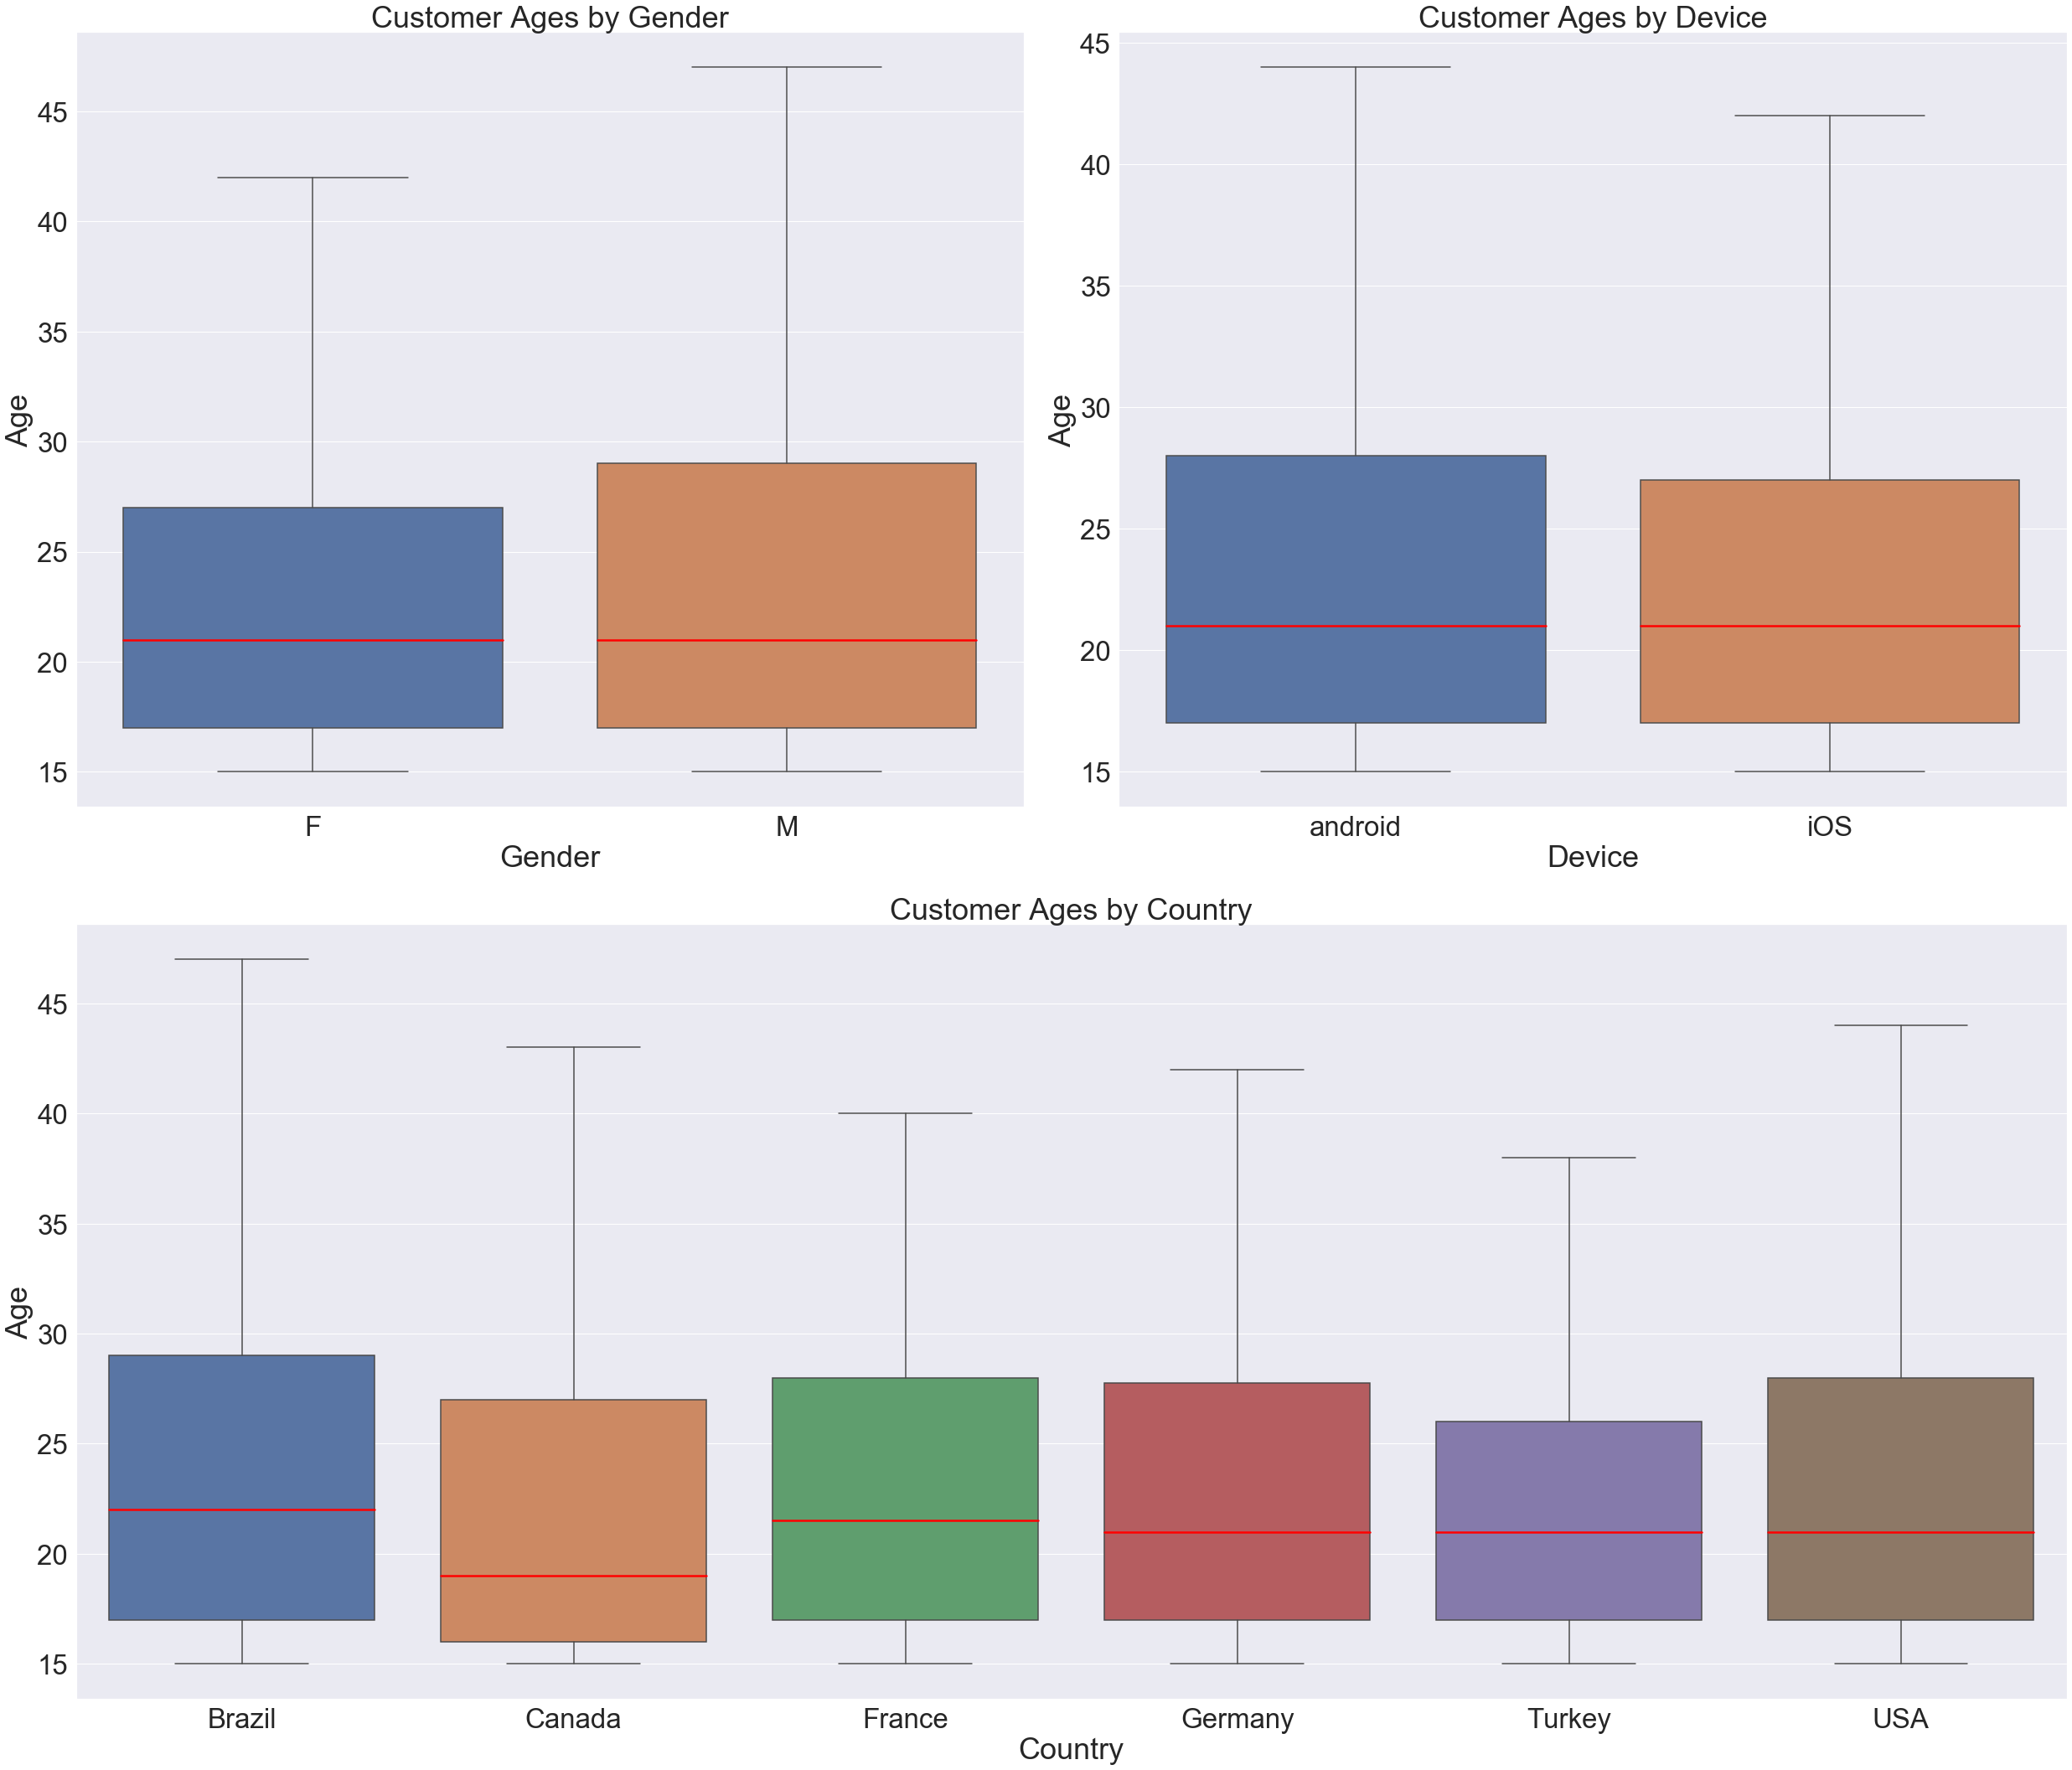 Customer Ages by Gender
45
40
35
30
25
20
15
Age
F M
Gender
Customer Ages by Device
45
40
35
30
25
20
15
Age
android iOS
Device
Customer Ages by Country
45
40
35
30
25
20
15
Age
Brazil Canada France Germany Turkey USA
Country